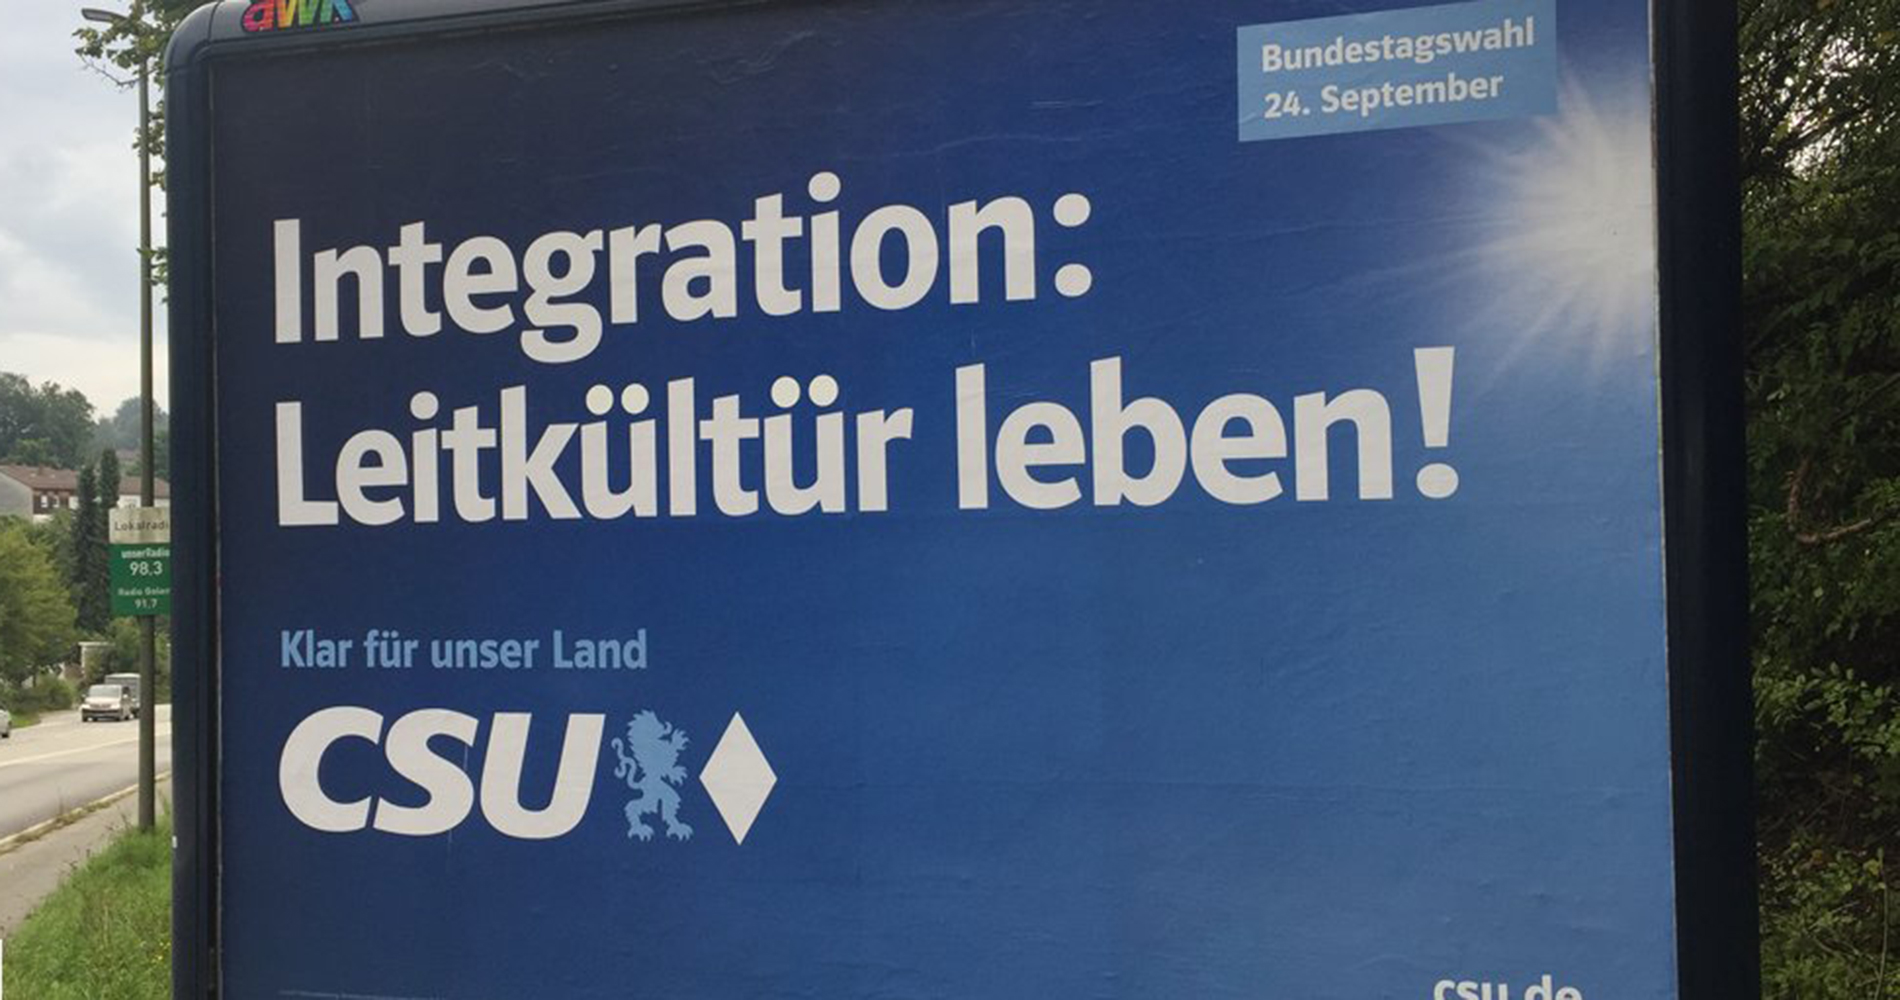 awk
Bundestagswahl
24. September
Integration:
Leitkültür leben!
Klar für unser Land
CSU
csu.de
unserRadio
98.3
91,7